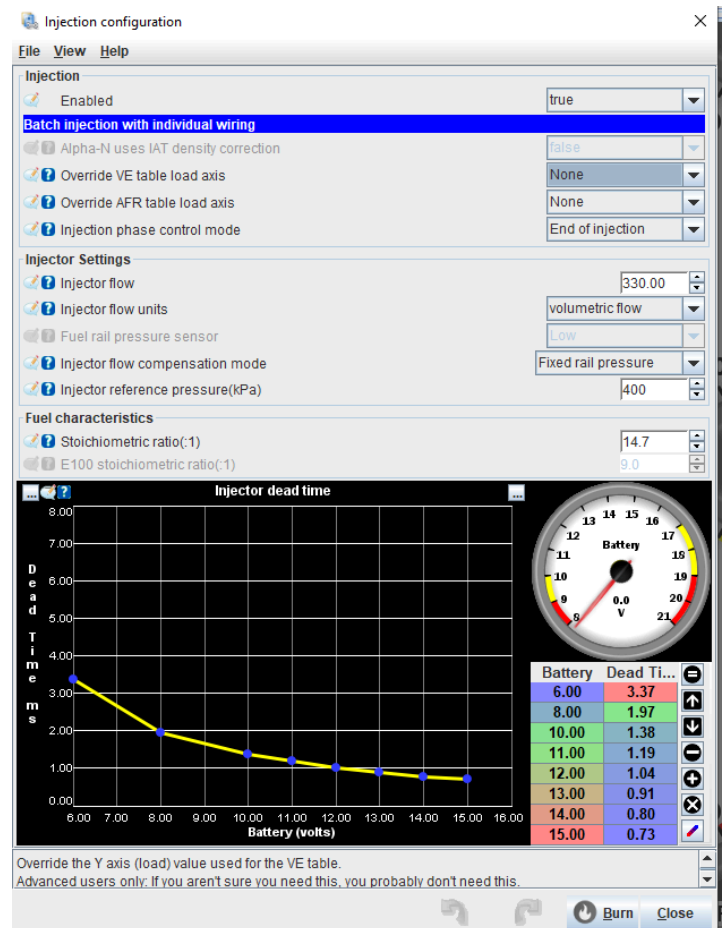 Injection configuration
File View Help
Injection
Enabled true
Batch injection with individual wiring
Alpha-N uses IAT density correction false
Override VE table load axis None
Override AFR table load axis None
Injection phase control mode End of injection
Injector Settings
Injector flow 330.00
Injector flow units volumetric flow
Fuel rail pressure sensor Low
Injector flow compensation mode Fixed rail pressure
Injector reference pressure(kPa) 400
Fuel characteristics
Stoichiometric ratio(:1) 14.7
E100 stoichiometric ratio(:1) 9.0
... Injector dead time ...
Dead Time ms
8.00
7.00
6.00
5.00
4.00
3.00
2.00
1.00
0.00
6.00 7.00 8.00 9.00 10.00 11.00 12.00 13.00 14.00 15.00 16.00
Battery (volts)
8 9 10 11 12 13 14 15 16 17 18 19 20 21
Battery
0.0
V
Battery Dead Ti...
6.00 3.37
8.00 1.97
10.00 1.38
11.00 1.19
12.00 1.04
13.00 0.91
14.00 0.80
15.00 0.73
Override the Y axis (load) value used for the VE table.
Advanced users only: If you aren't sure you need this, you probably don't need this.
Burn Close